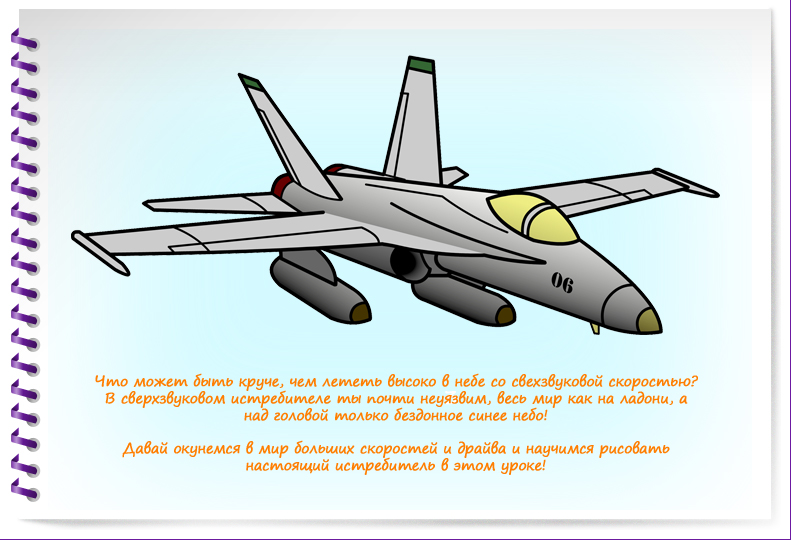 06
Что может быть круче, чем лететь высоко в небе со свехзвуковой скоростью?
В сверхзвуковом истребителе ты почти неуязвим, весь мир как на ладони, а
над головой только бездонное синее небо!
Давай окунемся в мир больших скоростей и драйва и научимся рисовать
настоящий истребитель в этом уроке!